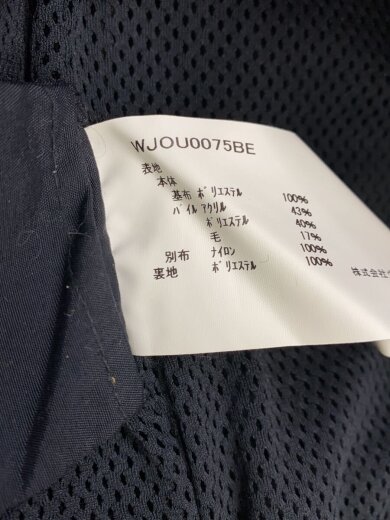 WJOU0075BE
表地
本体
基布 ﾎﾟﾘｴｽﾃﾙ 100%
ﾊﾟｲﾙ ｱｸﾘﾙ 43%
ﾎﾟﾘｴｽﾃﾙ 40%
毛 17%
別布 ﾅｲﾛﾝ 100%
裏地 ﾎﾟﾘｴｽﾃﾙ 100%
株式会社